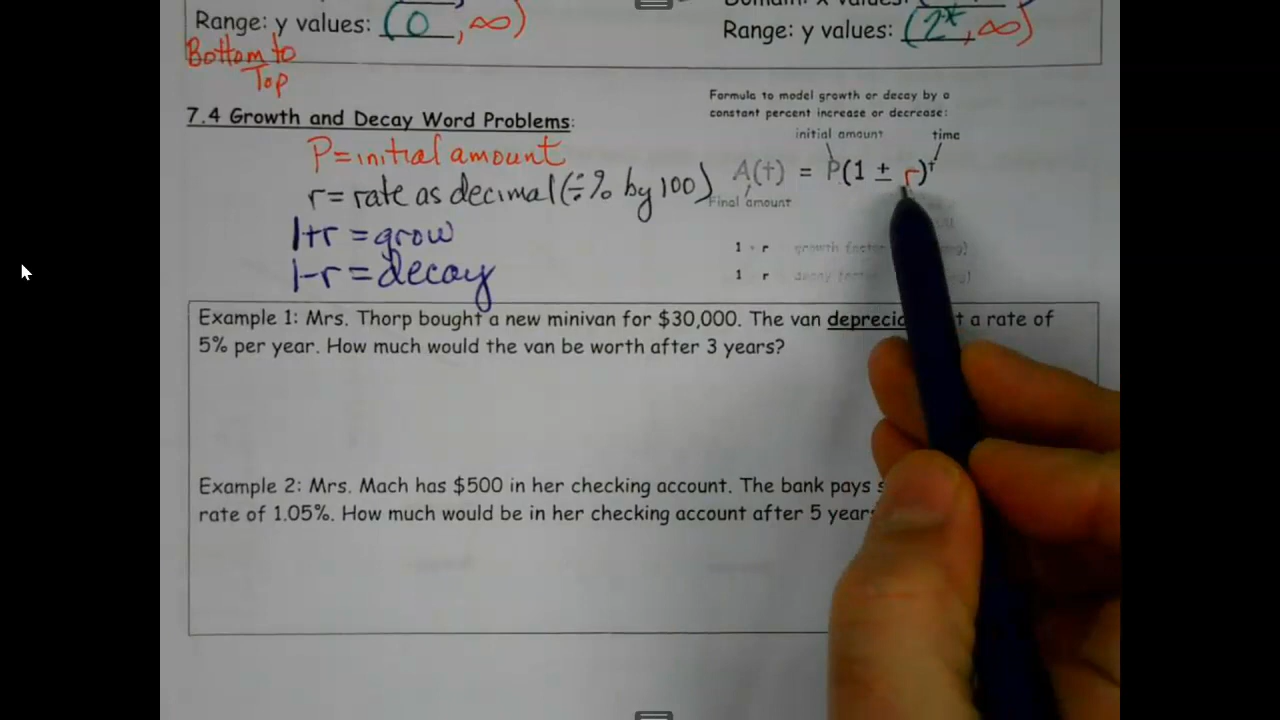 Range: y values: (0, ∞)
Range: y values: (2*, ∞)
Bottom to
Top
7.4 Growth and Decay Word Problems:
Formula to model growth or decay by a
constant percent increase or decrease:
initial amount time
P=initial amount
A(t) = P(1 ± r)^t
r = rate as decimal (÷% by 100)
Final amount
1+r = grow
1 + r growth factor
1-r = decay
1 r decay
Example 1: Mrs. Thorp bought a new minivan for $30,000. The van a rate of
5% per year. How much would the van be worth after 3 years?
Example 2: Mrs. Mach has $500 in her checking account. The bank pays
rate of 1.05%. How much would be in her checking account after 5